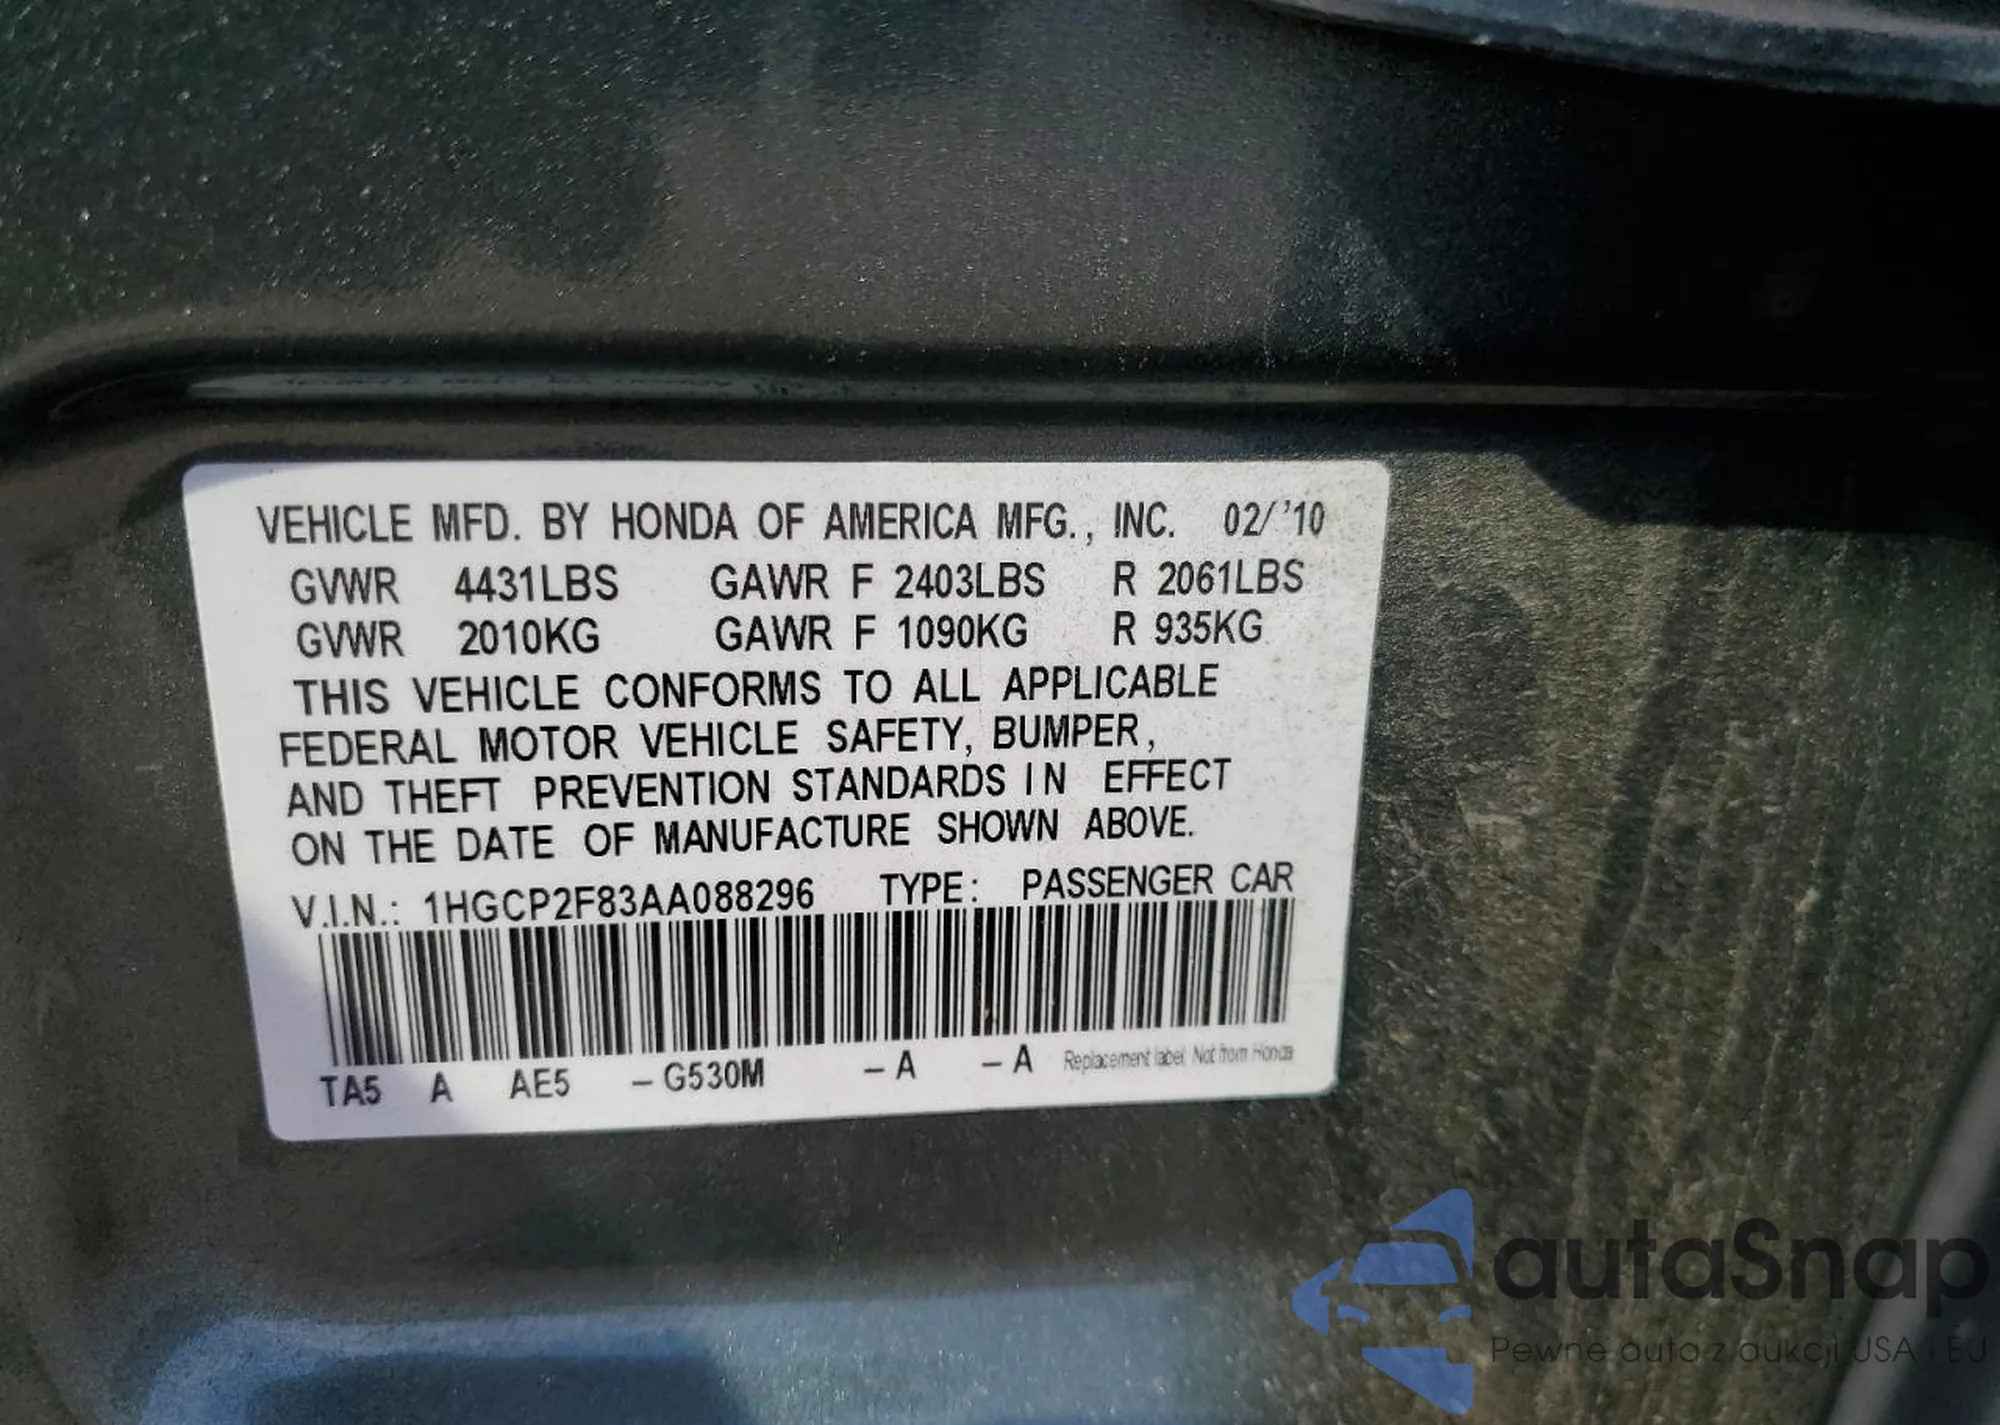 VEHICLE MFD. BY HONDA OF AMERICA MFG., INC. 02/'10
GVWR 4431LBS GAWR F 2403LBS R 2061LBS
GVWR 2010KG GAWR F 1090KG R 935KG
THIS VEHICLE CONFORMS TO ALL APPLICABLE
FEDERAL MOTOR VEHICLE SAFETY, BUMPER,
AND THEFT PREVENTION STANDARDS IN EFFECT
ON THE DATE OF MANUFACTURE SHOWN ABOVE.
V.I.N.: 1HGCP2F83AA088296 TYPE: PASSENGER CAR
TA5 A AE5 -G530M -A -A Replacement label. Not from Honda
autaSnap
Pewne auta z aukcji USA i EU